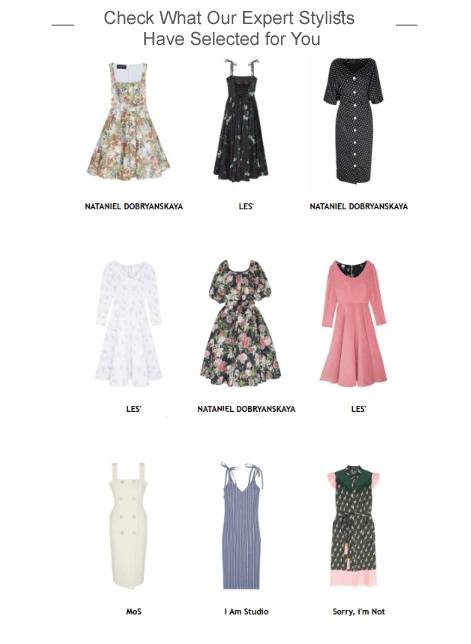 Check What Our Expert Stylists
Have Selected for You
NATANIEL DOBRYANSKAYA
LES'
NATANIEL DOBRYANSKAYA
LES'
NATANIEL DOBRYANSKAYA
LES'
MoS
I Am Studio
Sorry, i'm Not